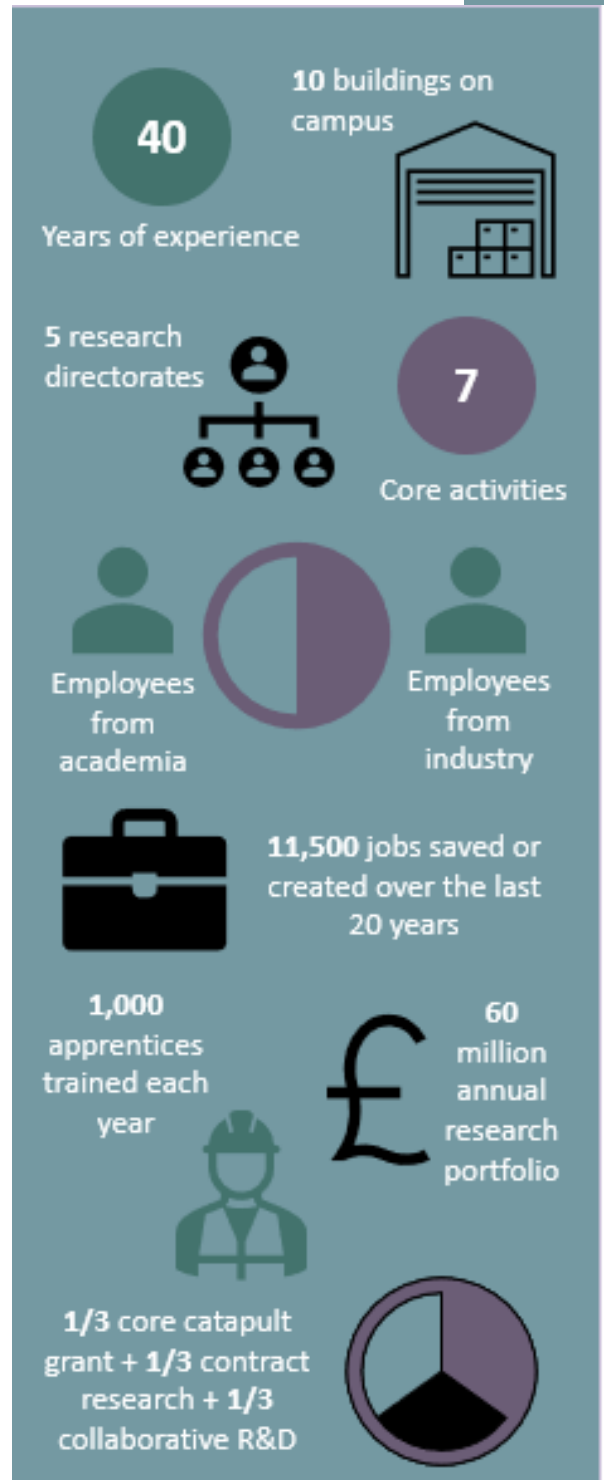 40
Years of experience
10 buildings on
campus
5 research
directorates
7
Core activities
Employees
from
academia
Employees
from
industry
11,500 jobs saved or
created over the last
20 years
1,000
apprentices
trained each
year
£
60
million
annual
research
portfolio
1/3 core catapult
grant + 1/3 contract
research + 1/3
collaborative R&D